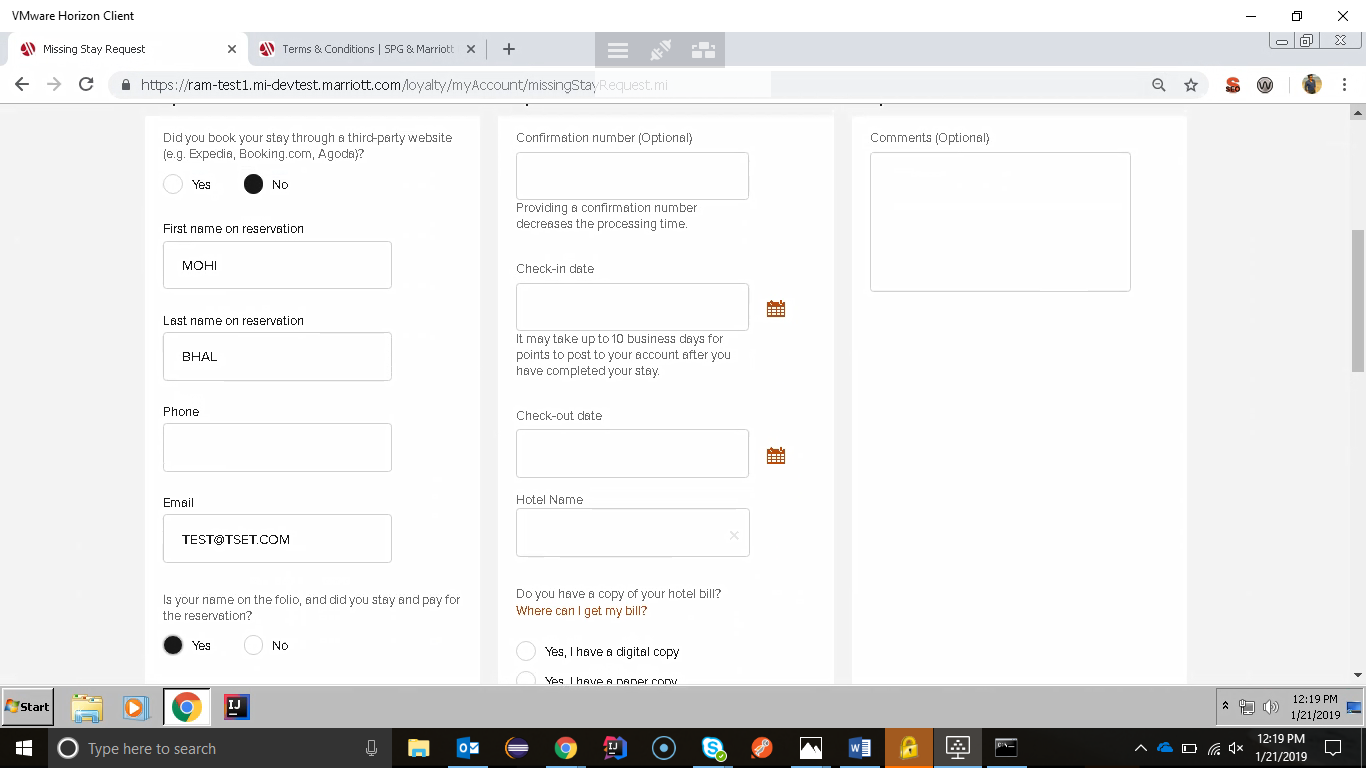 VMware Horizon Client
Missing Stay Request
Terms & Conditions | SPG & Marriott
https://ram-test1.mi-devtest.marriott.com/loyalty/myAccount/missingStayRequest.mi
Did you book your stay through a third-party website
(e.g. Expedia, Booking.com, Agoda)?
Yes
No
First name on reservation
MOHI
Last name on reservation
BHAL
Phone
Email
TEST@TSET.COM
Is your name on the folio, and did you stay and pay for
the reservation?
Yes
No
Confirmation number (Optional)
Providing a confirmation number
decreases the processing time.
Check-in date
It may take up to 10 business days for
points to post to your account after you
have completed your stay.
Check-out date
Hotel Name
Do you have a copy of your hotel bill?
Where can I get my bill?
Yes, I have a digital copy
Yes, I have a paper copy
Comments (Optional)
Start
12:19 PM
1/21/2019
Type here to search
12:19 PM
1/21/2019